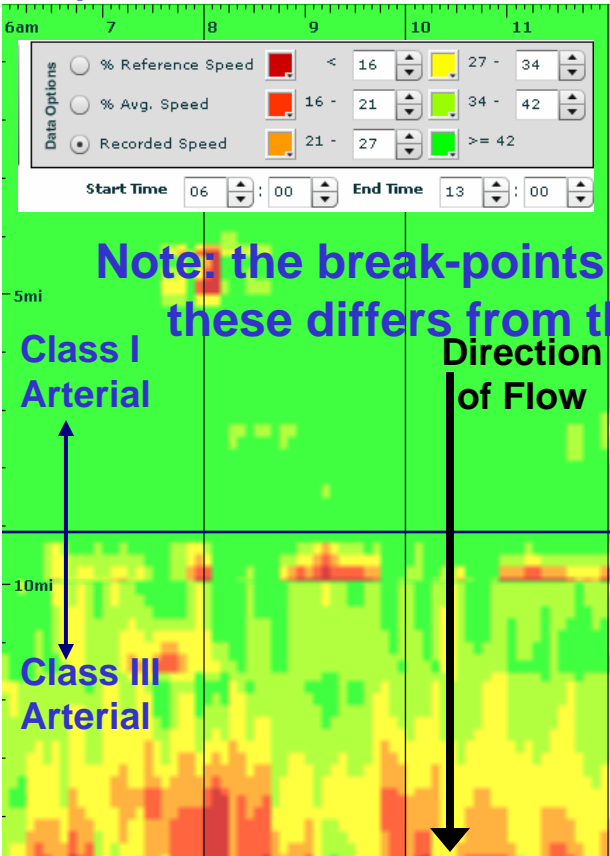 6am 7 8 9 10 11
Data Options
% Reference Speed < 16 27 - 34
% Avg. Speed 16 - 21 34 - 42
Recorded Speed 21 - 27 >= 42
Start Time 06 : 00 End Time 13 : 00
Note: the break-points
5mi
these differs from
Class I
Arterial
Direction
of Flow
10mi
Class III
Arterial